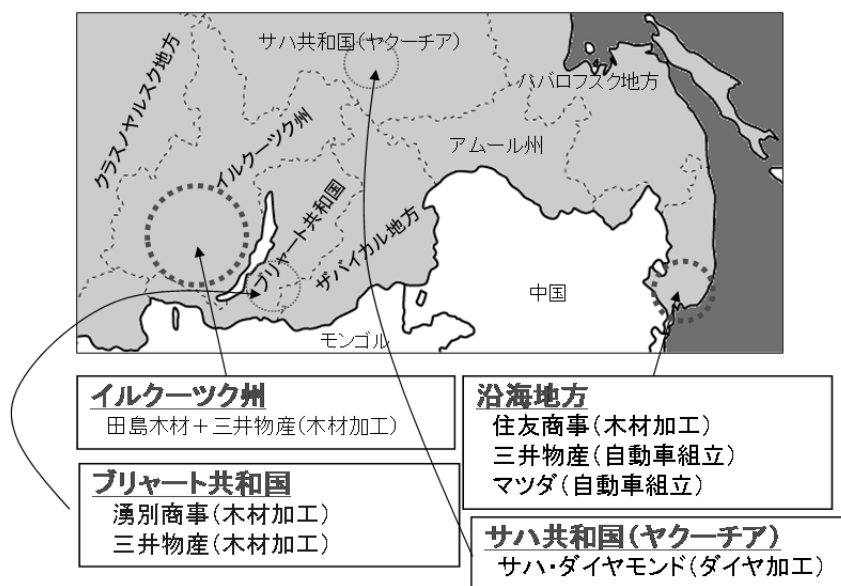 サハ共和国(ヤクーチア)
ハバロフスク地方
クラスノヤルスク地方
イルクーツク州
アムール州
ブリヤート共和国
ザバイカル地方
中国
モンゴル
イルクーツク州
田島木材＋三井物産(木材加工)
ブリャート共和国
湧別商事(木材加工)
三井物産(木材加工)
沿海地方
住友商事(木材加工)
三井物産(自動車組立)
マツダ(自動車組立)
サハ共和国(ヤクーチア)
サハ・ダイヤモンド(ダイヤ加工)